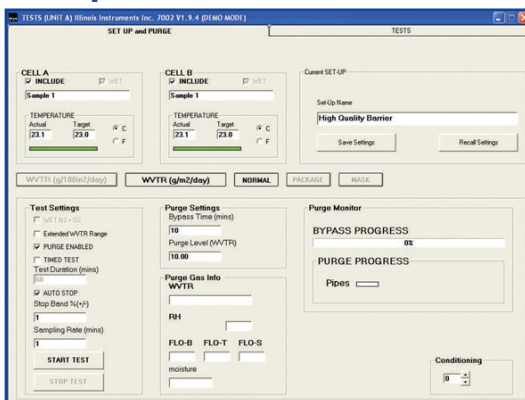 TESTS (UNIT A) Illinois Instruments Inc. 7002 V1.9.4 (DEMO MODE)
SET UP and PURGE TESTS
CELL A
INCLUDE WET
Sample 1
TEMPERATURE
Actual Target
23.1 23.0 C
F
CELL B
INCLUDE WET
Sample 1
TEMPERATURE
Actual Target
23.1 23.0 C
F
Current SET-UP
Set-Up Name
High Quality Barrier
Save Settings Recall Settings
WVTR (g/100in2/day) WVTR (g/m2/day) NORMAL PACKAGE MASK
Test Settings
WET N2 + O2
Extended WVTR Range
PURGE ENABLED
TIMED TEST
Test Duration (mins)
60
AUTO STOP
Stop Band %(+/-)
1
Sampling Rate (mins)
1
START TEST
STOP TEST
Purge Settings
Bypass Time (mins)
10
Purge Level (WVTR)
10.00
Purge Gas Info
WVTR
RH
FLO-B FLO-T FLO-S
moisture
Purge Monitor
BYPASS PROGRESS
0%
PURGE PROGRESS
Pipes
Conditioning
0